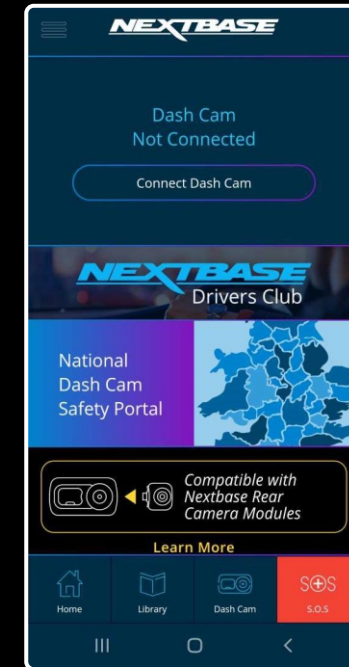 NEXTBASE
Dash Cam
Not Connected
Connect Dash Cam
NEXTBASE
Drivers Club
National
Dash Cam
Safety Portal
Compatible with
Nextbase Rear
Camera Modules
Learn More
SOS
Home
Library
Dash Cam
S.O.S